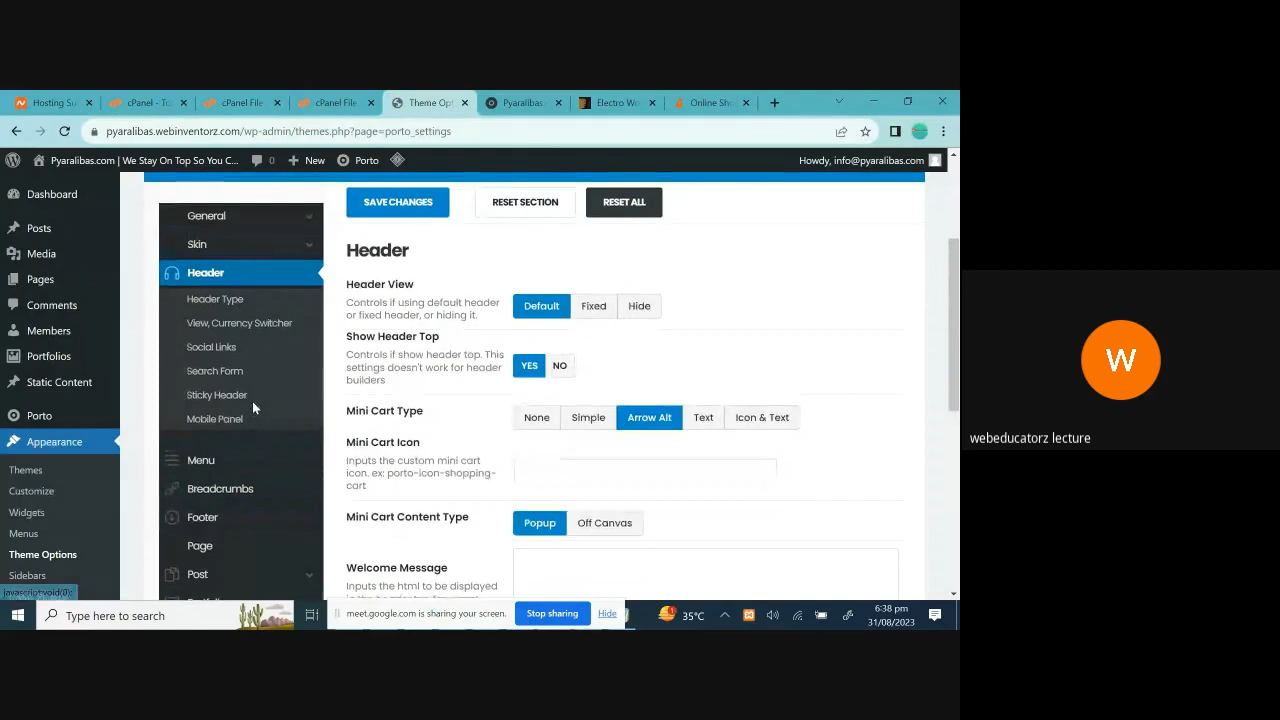 Hosting Su
cPanel - To
cPanel File
cPanel File
Theme Opt
Pyaralibas.
Electro Wo
Online Sho
pyaralibas.webinventorz.com/wp-admin/themes.php?page=porto_settings
Pyaralibas.com | We Stay On Top So You C...
0
New
Porto
Howdy, info@pyaralibas.com
Dashboard
Posts
Media
Pages
Comments
Members
Portfolios
Static Content
Porto
Appearance
Themes
Customize
Widgets
Menus
Theme Options
Sidebars
javascript:void(0);
General
Skin
Header
Header Type
View, Currency Switcher
Social Links
Search Form
Sticky Header
Mobile Panel
Menu
Breadcrumbs
Footer
Page
Post
SAVE CHANGES
RESET SECTION
RESET ALL
Header
Header View
Controls if using default header
or fixed header, or hiding it.
Default
Fixed
Hide
Show Header Top
Controls if show header top. This
settings doesn't work for header
builders
YES
NO
Mini Cart Type
None
Simple
Arrow Alt
Text
Icon & Text
Mini Cart Icon
Inputs the custom mini cart
icon. ex: porto-icon-shopping-
cart
Mini Cart Content Type
Popup
Off Canvas
Welcome Message
Inputs the html to be displayed
Type here to search
meet.google.com is sharing your screen.
Stop sharing
Hide
35°C
6:38 pm
31/08/2023
W
webeducatorz lecture